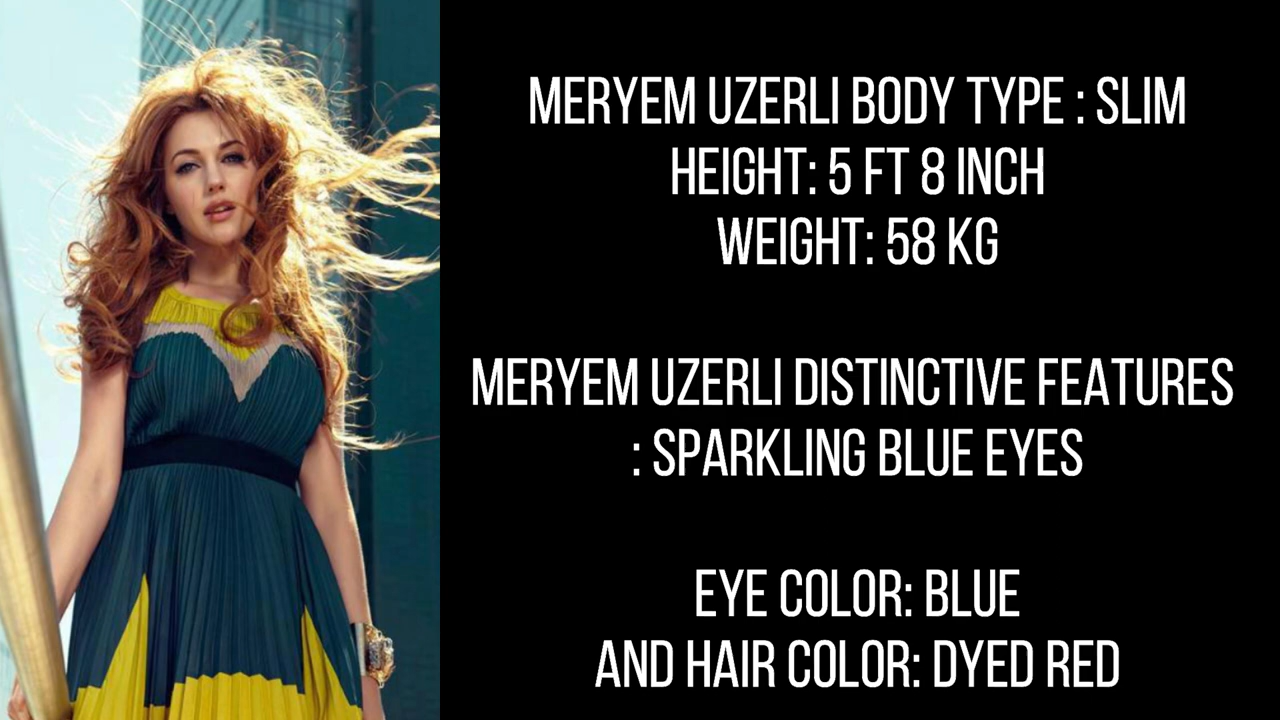 MERYEM UZERLI BODY TYPE : SLIM
HEIGHT: 5 FT 8 INCH
WEIGHT: 58 KG
MERYEM UZERLI DISTINCTIVE FEATURES
: SPARKLING BLUE EYES
EYE COLOR: BLUE
AND HAIR COLOR: DYED RED